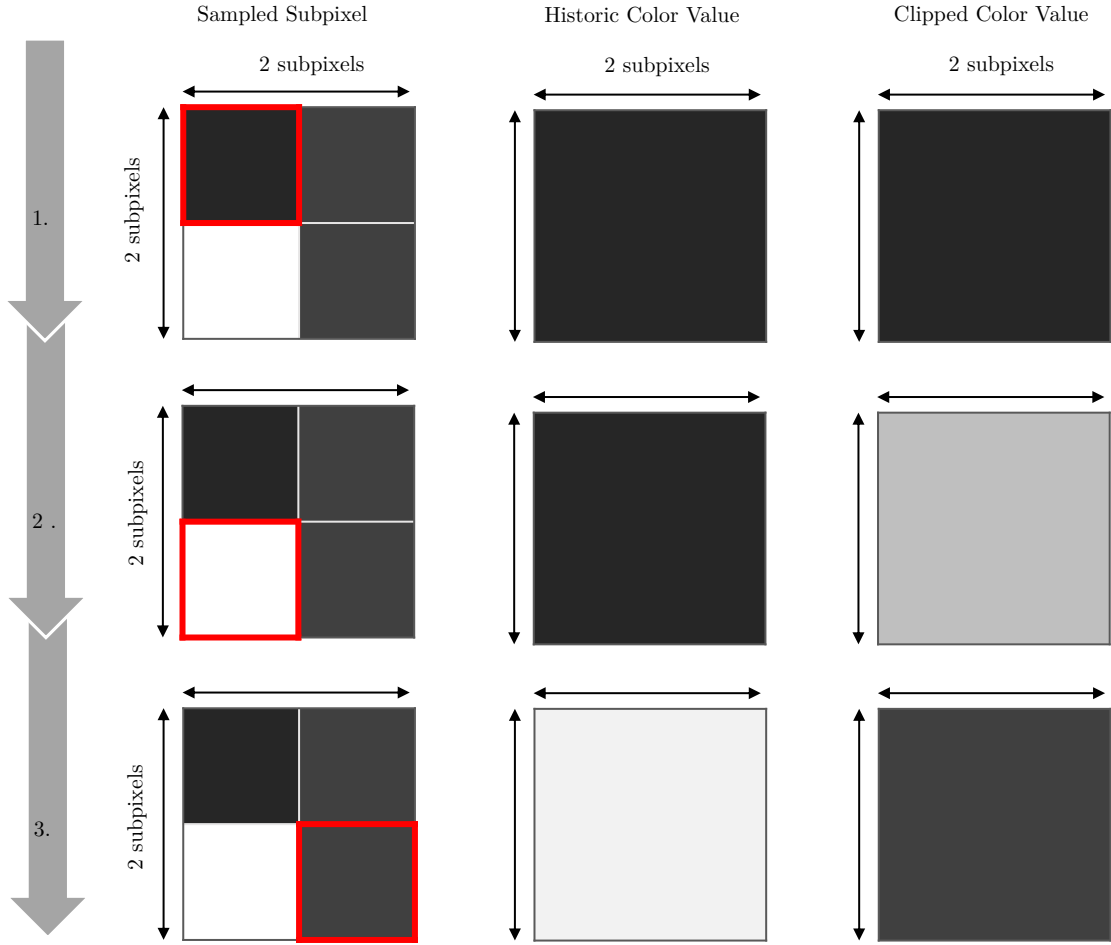 Sampled Subpixel
Historic Color Value
Clipped Color Value
2 subpixels
2 subpixels
2 subpixels
1.
2 subpixels
2 .
2 subpixels
3.
2 subpixels